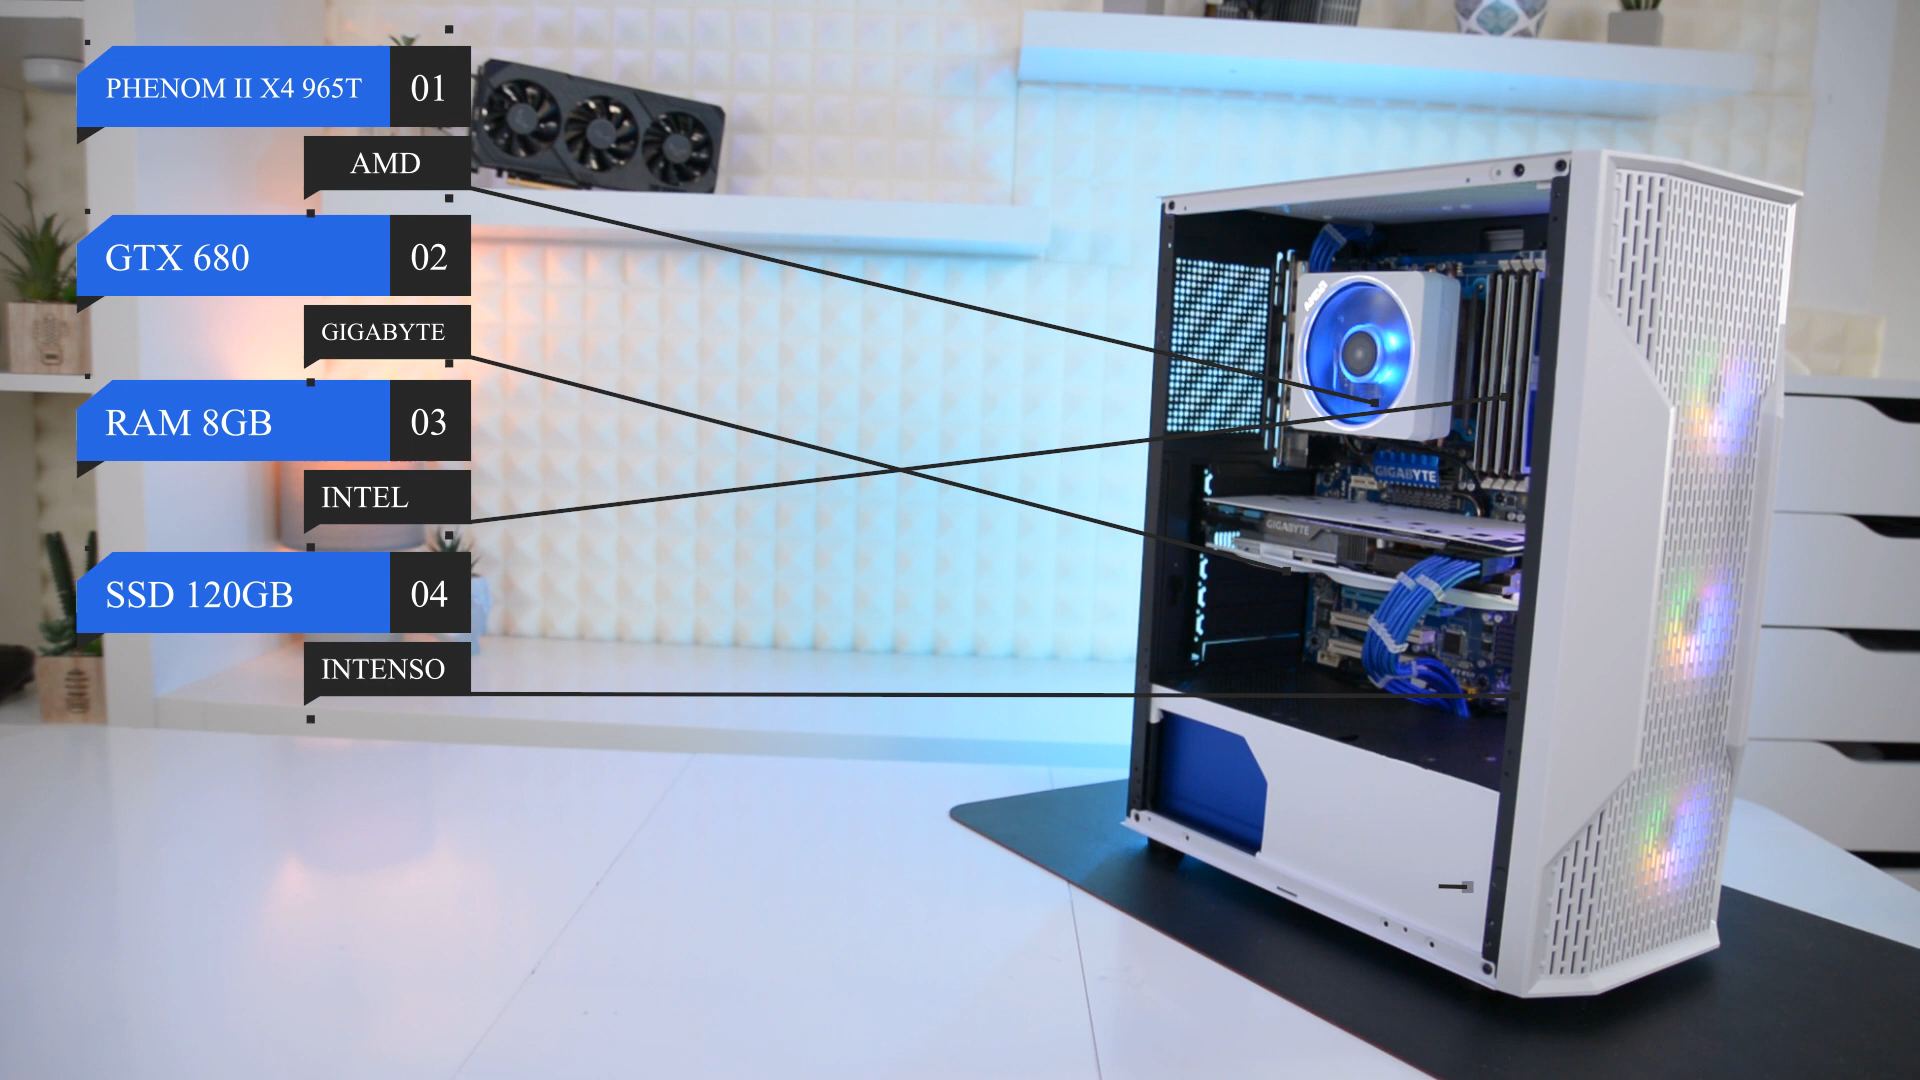 PHENOM II X4 965T 01
AMD
GTX 680 02
GIGABYTE
RAM 8GB 03
INTEL
SSD 120GB 04
INTENSO
AMD
GIGABYTE
GIGABYTE